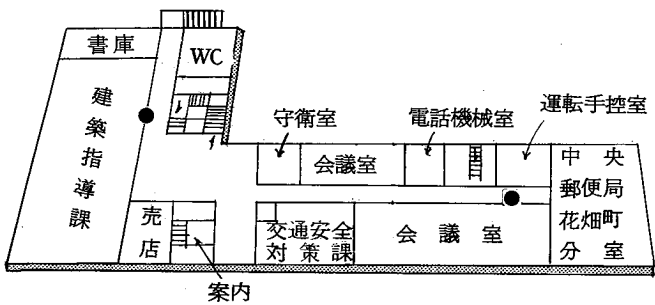 書庫
WC
建築指導課
守衛室
会議室
電話機械室
運転手控室
中央
郵便局
花畑町
分室
売店
案内
交通安全
対策課
会議室